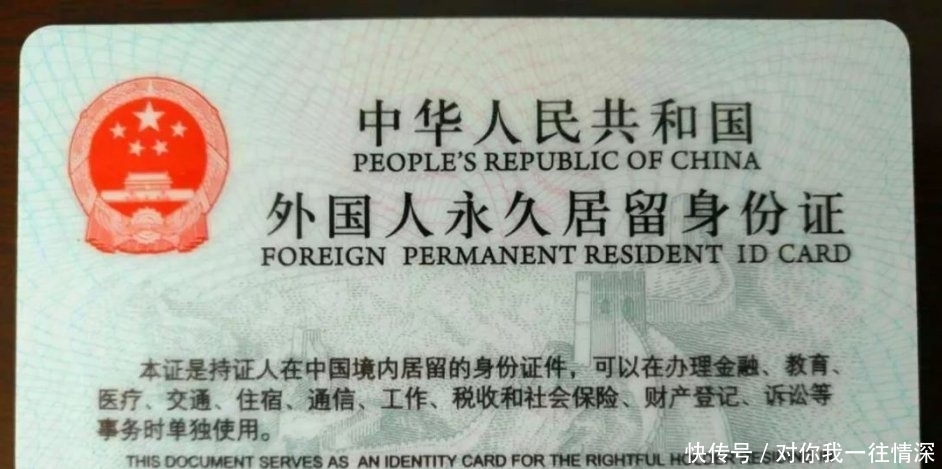 中华人民共和国
PEOPLE'S REPUBLIC OF CHINA
外国人永久居留身份证
FOREIGN PERMANENT RESIDENT ID CARD
本证是持证人在中国境内居留的身份证件，可以在办理金融、教育、
医疗、交通、住宿、通信、工作、税收和社会保险、财产登记、诉讼等
事务时单独使用。
THIS DOCUMENT SERVES AS AN IDENTITY CARD FOR THE RIGHTFUL
快传号 / 对你我一往情深